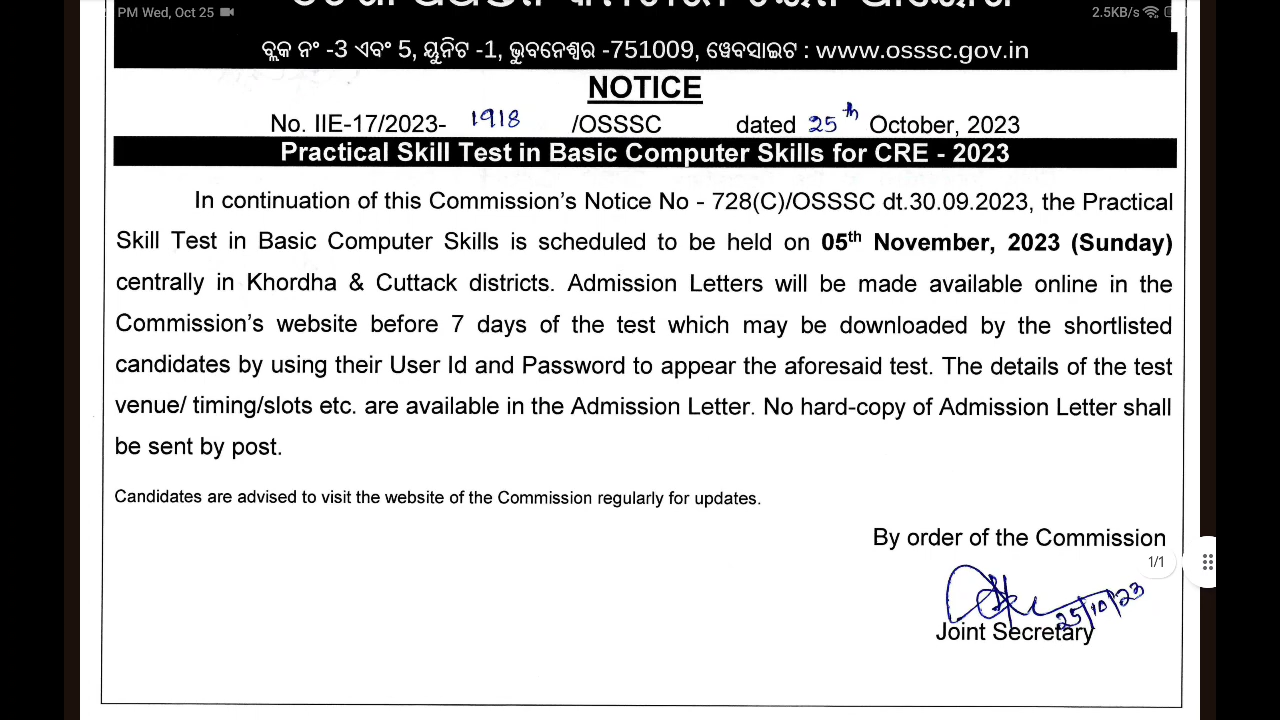 PM Wed, Oct 25
2.5KB/s
ବ୍ଲକ ନଂ -3 ଏବଂ 5, ୟୁନିଟ -1, ଭୁବନେଶ୍ୱର -751009, ୱେବସାଇଟ : www.osssc.gov.in
NOTICE
No. IIE-17/2023- 1918 /OSSSC dated 25th October, 2023
Practical Skill Test in Basic Computer Skills for CRE - 2023
In continuation of this Commission's Notice No - 728(C)/OSSSC dt.30.09.2023, the Practical
Skill Test in Basic Computer Skills is scheduled to be held on 05th November, 2023 (Sunday)
centrally in Khordha & Cuttack districts. Admission Letters will be made available online in the
Commission's website before 7 days of the test which may be downloaded by the shortlisted
candidates by using their User Id and Password to appear the aforesaid test. The details of the test
venue/ timing/slots etc. are available in the Admission Letter. No hard-copy of Admission Letter shall
be sent by post.
Candidates are advised to visit the website of the Commission regularly for updates.
By order of the Commission
1/1
25/10/23
Joint Secretary